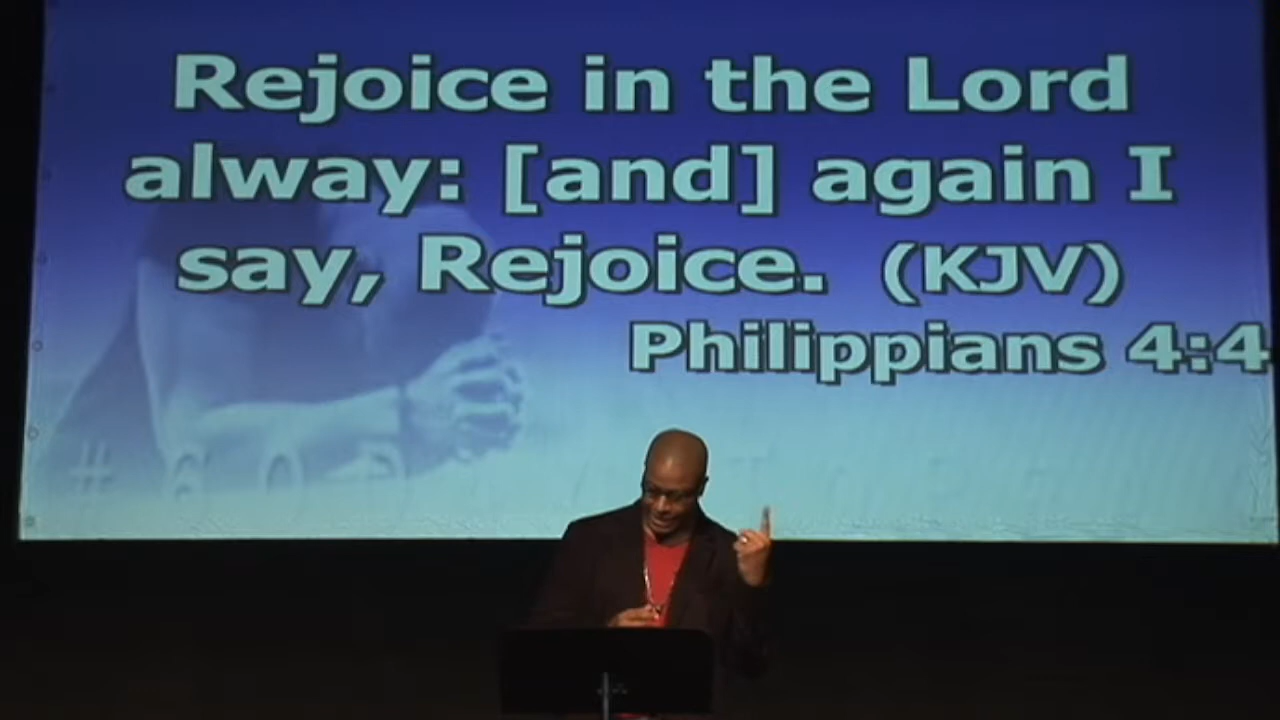 Rejoice in the Lord
alway: [and] again I
say, Rejoice. (KJV)
Philippians 4:4